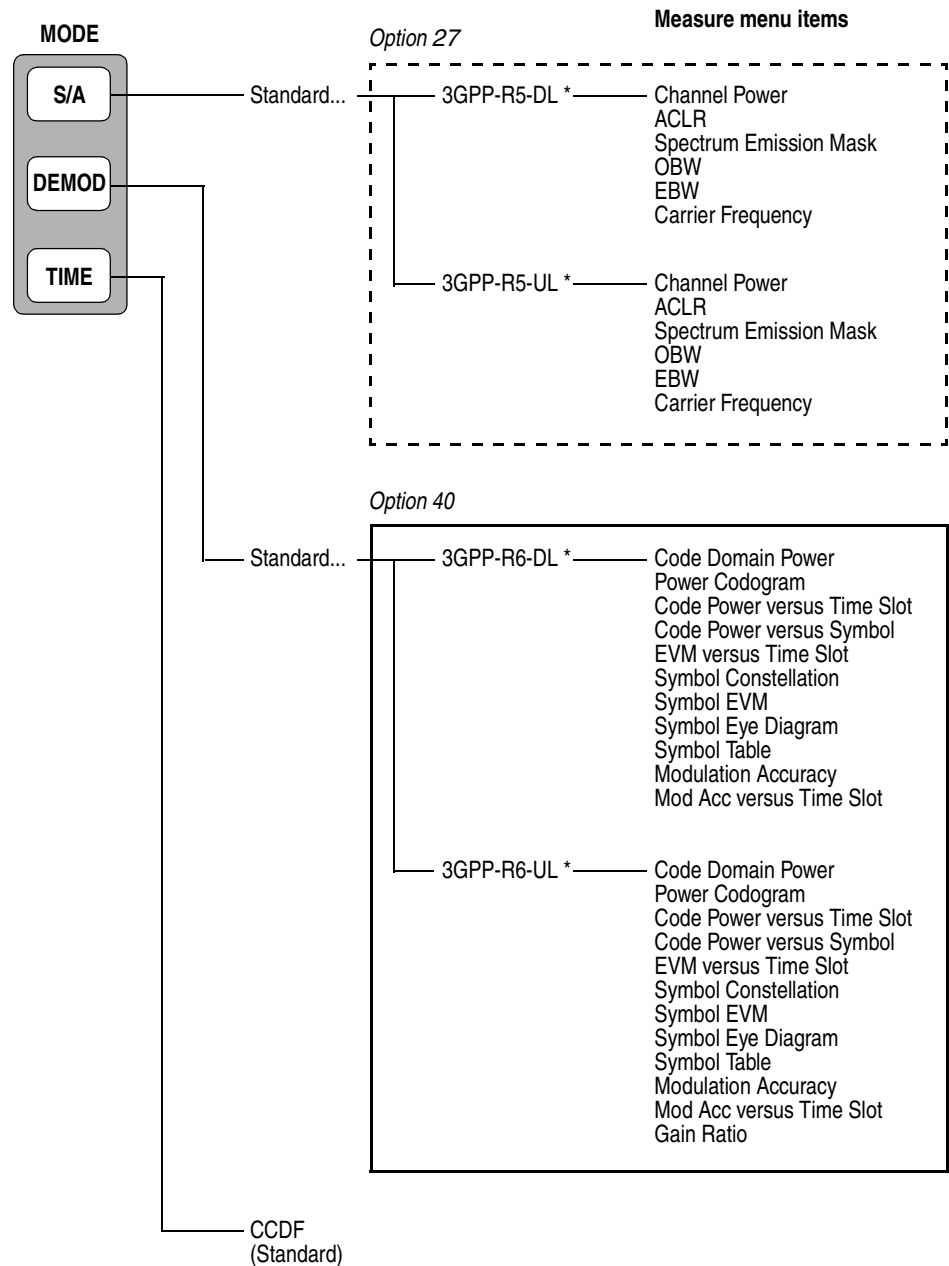 Measure menu items
MODE
Option 27
S/A
Standard...
3GPP-R5-DL *
Channel Power
ACLR
Spectrum Emission Mask
OBW
EBW
Carrier Frequency
DEMOD
TIME
3GPP-R5-UL *
Channel Power
ACLR
Spectrum Emission Mask
OBW
EBW
Carrier Frequency
Option 40
Standard...
3GPP-R6-DL *
Code Domain Power
Power Codogram
Code Power versus Time Slot
Code Power versus Symbol
EVM versus Time Slot
Symbol Constellation
Symbol EVM
Symbol Eye Diagram
Symbol Table
Modulation Accuracy
Mod Acc versus Time Slot
3GPP-R6-UL *
Code Domain Power
Power Codogram
Code Power versus Time Slot
Code Power versus Symbol
EVM versus Time Slot
Symbol Constellation
Symbol EVM
Symbol Eye Diagram
Symbol Table
Modulation Accuracy
Mod Acc versus Time Slot
Gain Ratio
CCDF
(Standard)